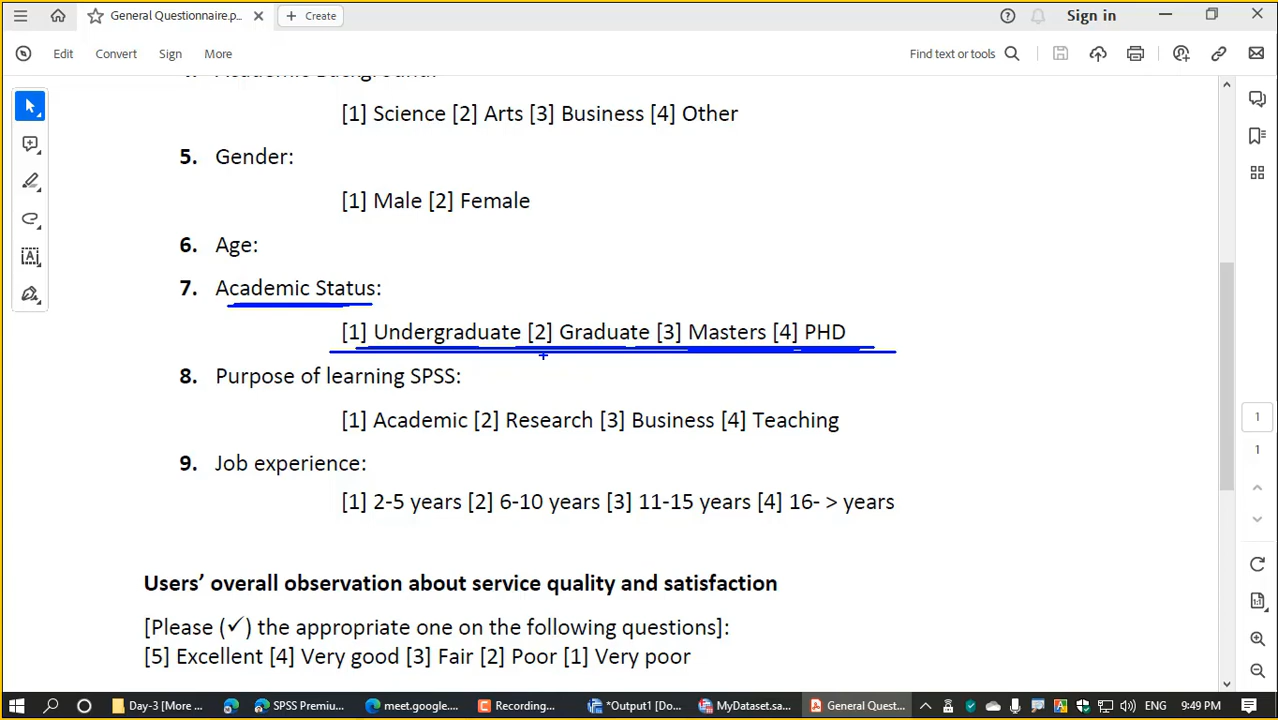 General Questionnaire.p... Create Sign in
Edit Convert Sign More Find text or tools
4. Academic Background:
[1] Science [2] Arts [3] Business [4] Other
5. Gender:
[1] Male [2] Female
6. Age:
7. Academic Status:
[1] Undergraduate [2] Graduate [3] Masters [4] PHD
8. Purpose of learning SPSS:
[1] Academic [2] Research [3] Business [4] Teaching
9. Job experience:
[1] 2-5 years [2] 6-10 years [3] 11-15 years [4] 16- > years
1
1
Users’ overall observation about service quality and satisfaction
[Please (✓) the appropriate one on the following questions]:
[5] Excellent [4] Very good [3] Fair [2] Poor [1] Very poor
Day-3 [More ... SPSS Premiu... meet.google.... Recording... *Output1 [Do... MyDataset.sa... General Quest... ENG 9:49 PM